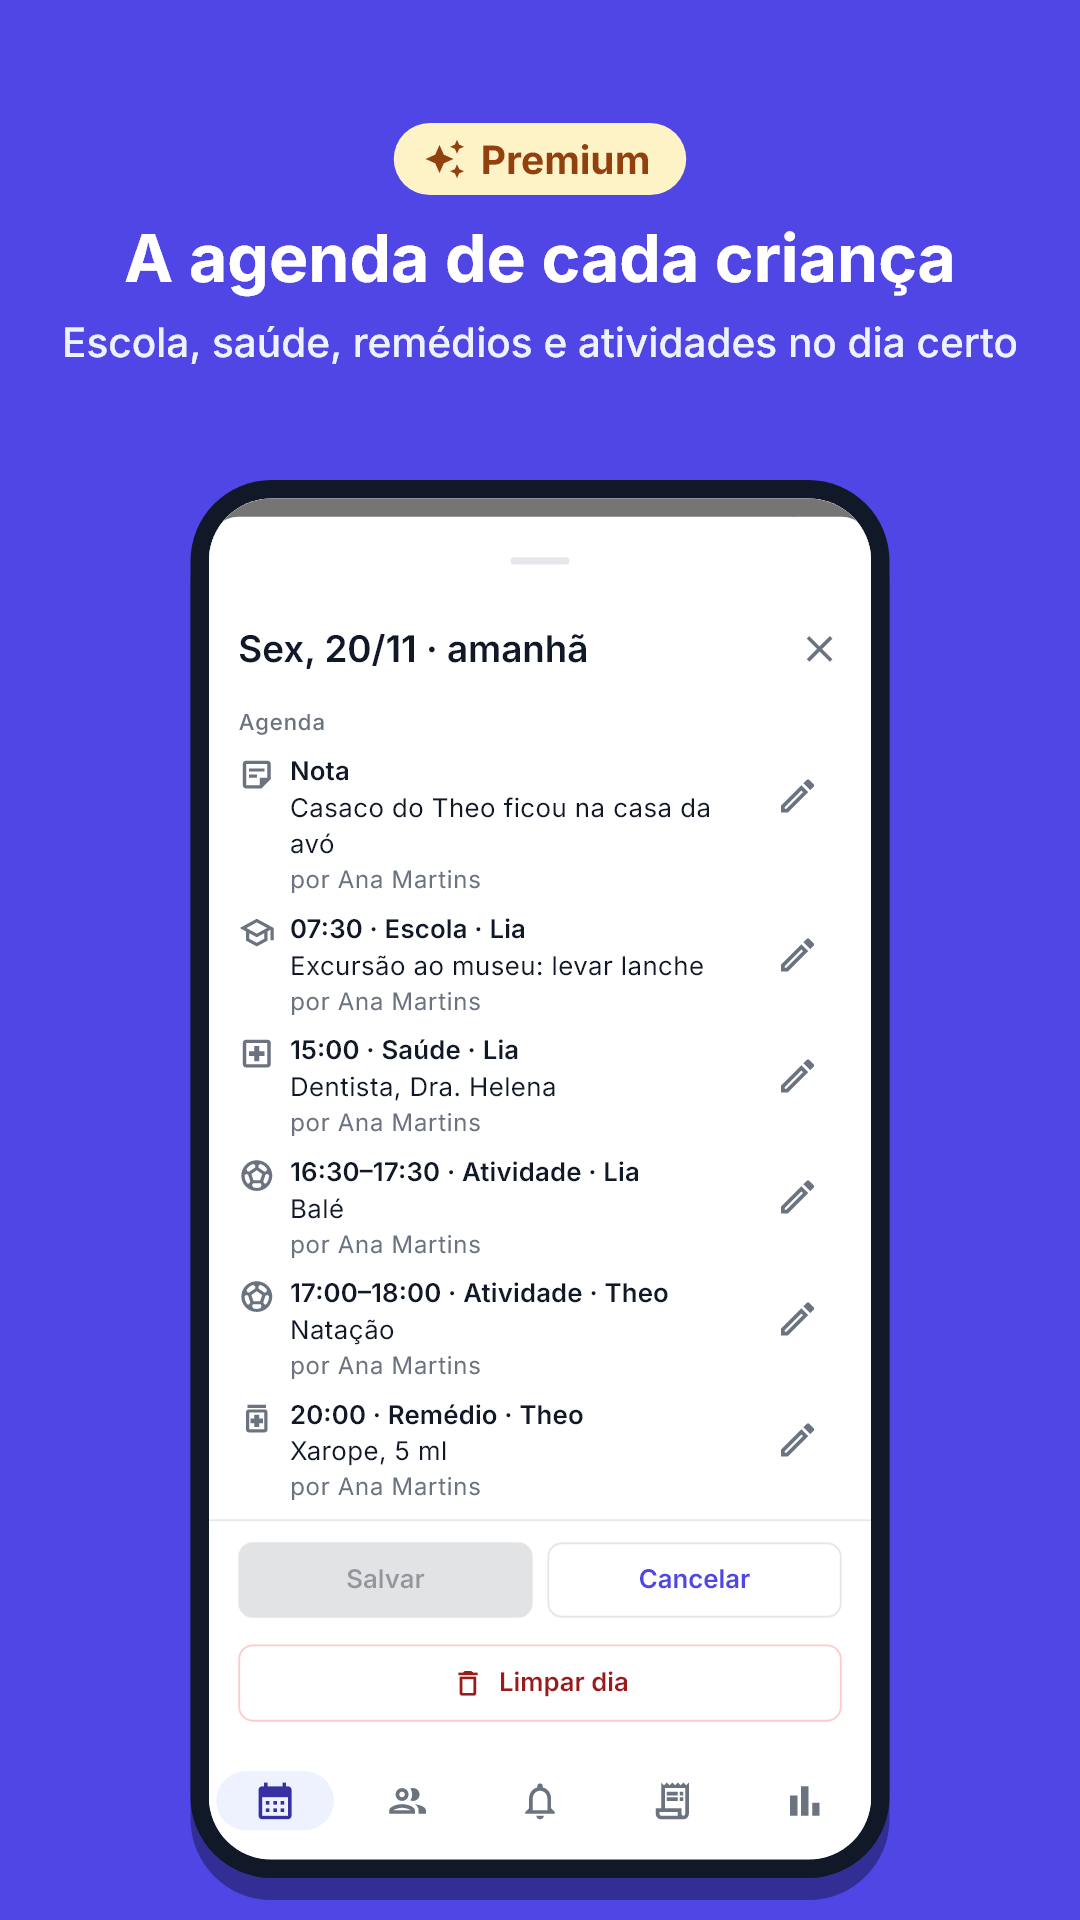 Premium
A agenda de cada criança
Escola, saúde, remédios e atividades no dia certo
Sex, 20/11 · amanhã
Agenda
Nota
Casaco do Theo ficou na casa da
avó
por Ana Martins
07:30 · Escola · Lia
Excursão ao museu: levar lanche
por Ana Martins
15:00 · Saúde · Lia
Dentista, Dra. Helena
por Ana Martins
16:30–17:30 · Atividade · Lia
Balé
por Ana Martins
17:00–18:00 · Atividade · Theo
Natação
por Ana Martins
20:00 · Remédio · Theo
Xarope, 5 ml
por Ana Martins
Salvar
Cancelar
Limpar dia